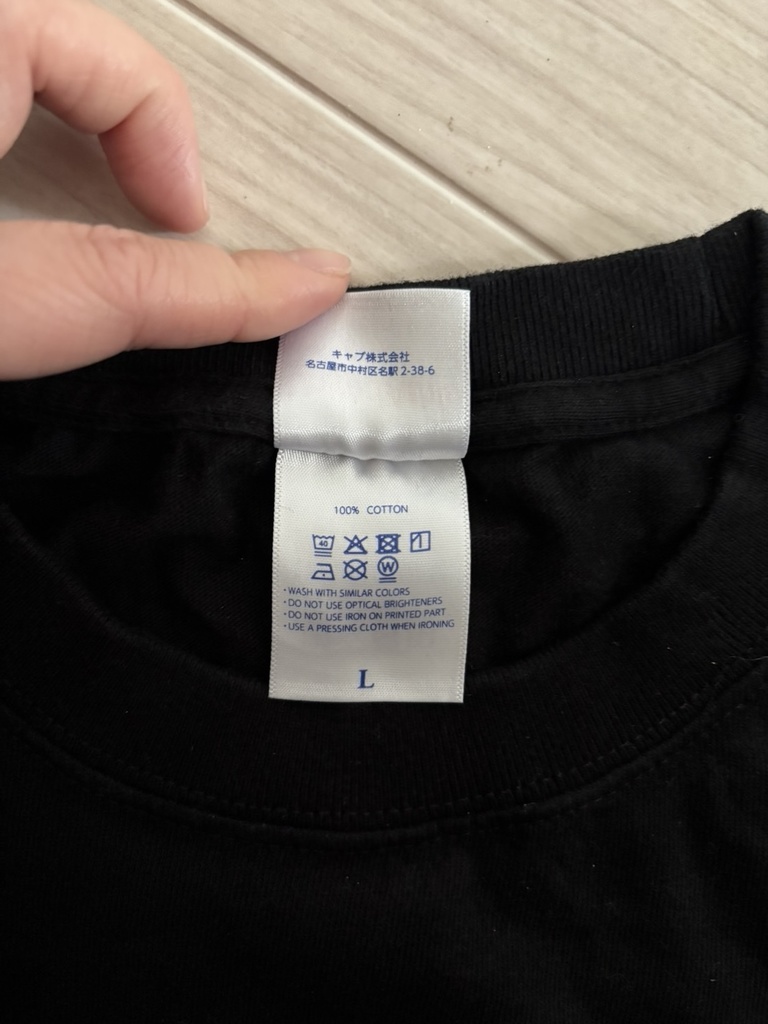 キャブ株式会社
名古屋市中村区名駅 2-38-6
100% COTTON
40
W
・WASH WITH SIMILAR COLORS
・DO NOT USE OPTICAL BRIGHTENERS
・DO NOT USE IRON ON PRINTED PART
・USE A PRESSING CLOTH WHEN IRONING
L